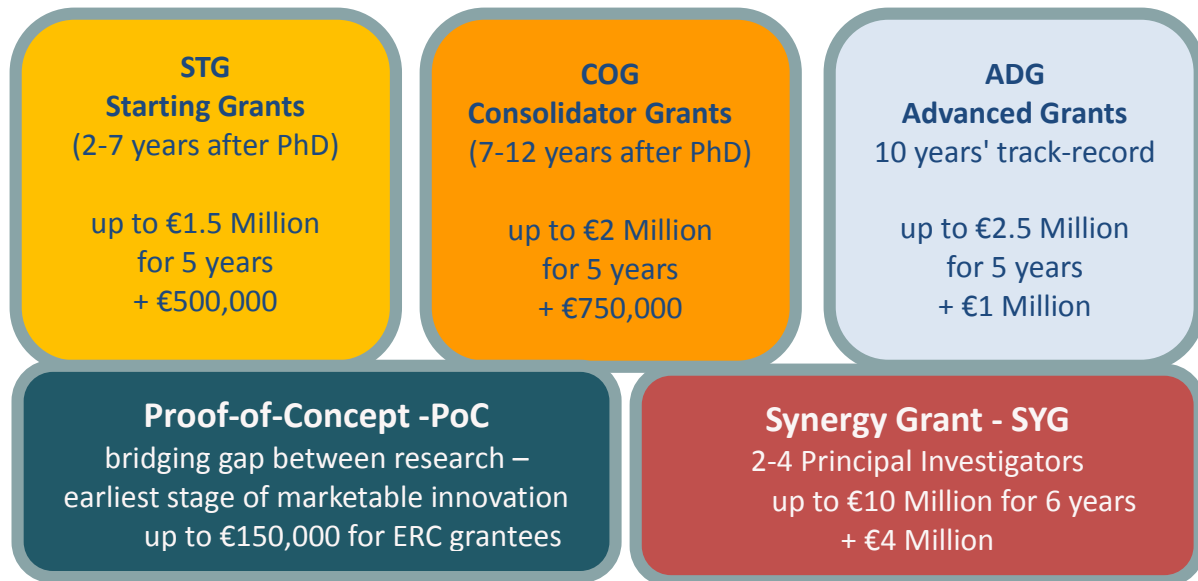 STG
Starting Grants
(2-7 years after PhD)
up to €1.5 Million
for 5 years
+ €500,000
COG
Consolidator Grants
(7-12 years after PhD)
up to €2 Million
for 5 years
+ €750,000
ADG
Advanced Grants
10 years' track-record
up to €2.5 Million
for 5 years
+ €1 Million
Proof-of-Concept -PoC
bridging gap between research –
earliest stage of marketable innovation
up to €150,000 for ERC grantees
Synergy Grant - SYG
2-4 Principal Investigators
up to €10 Million for 6 years
+ €4 Million